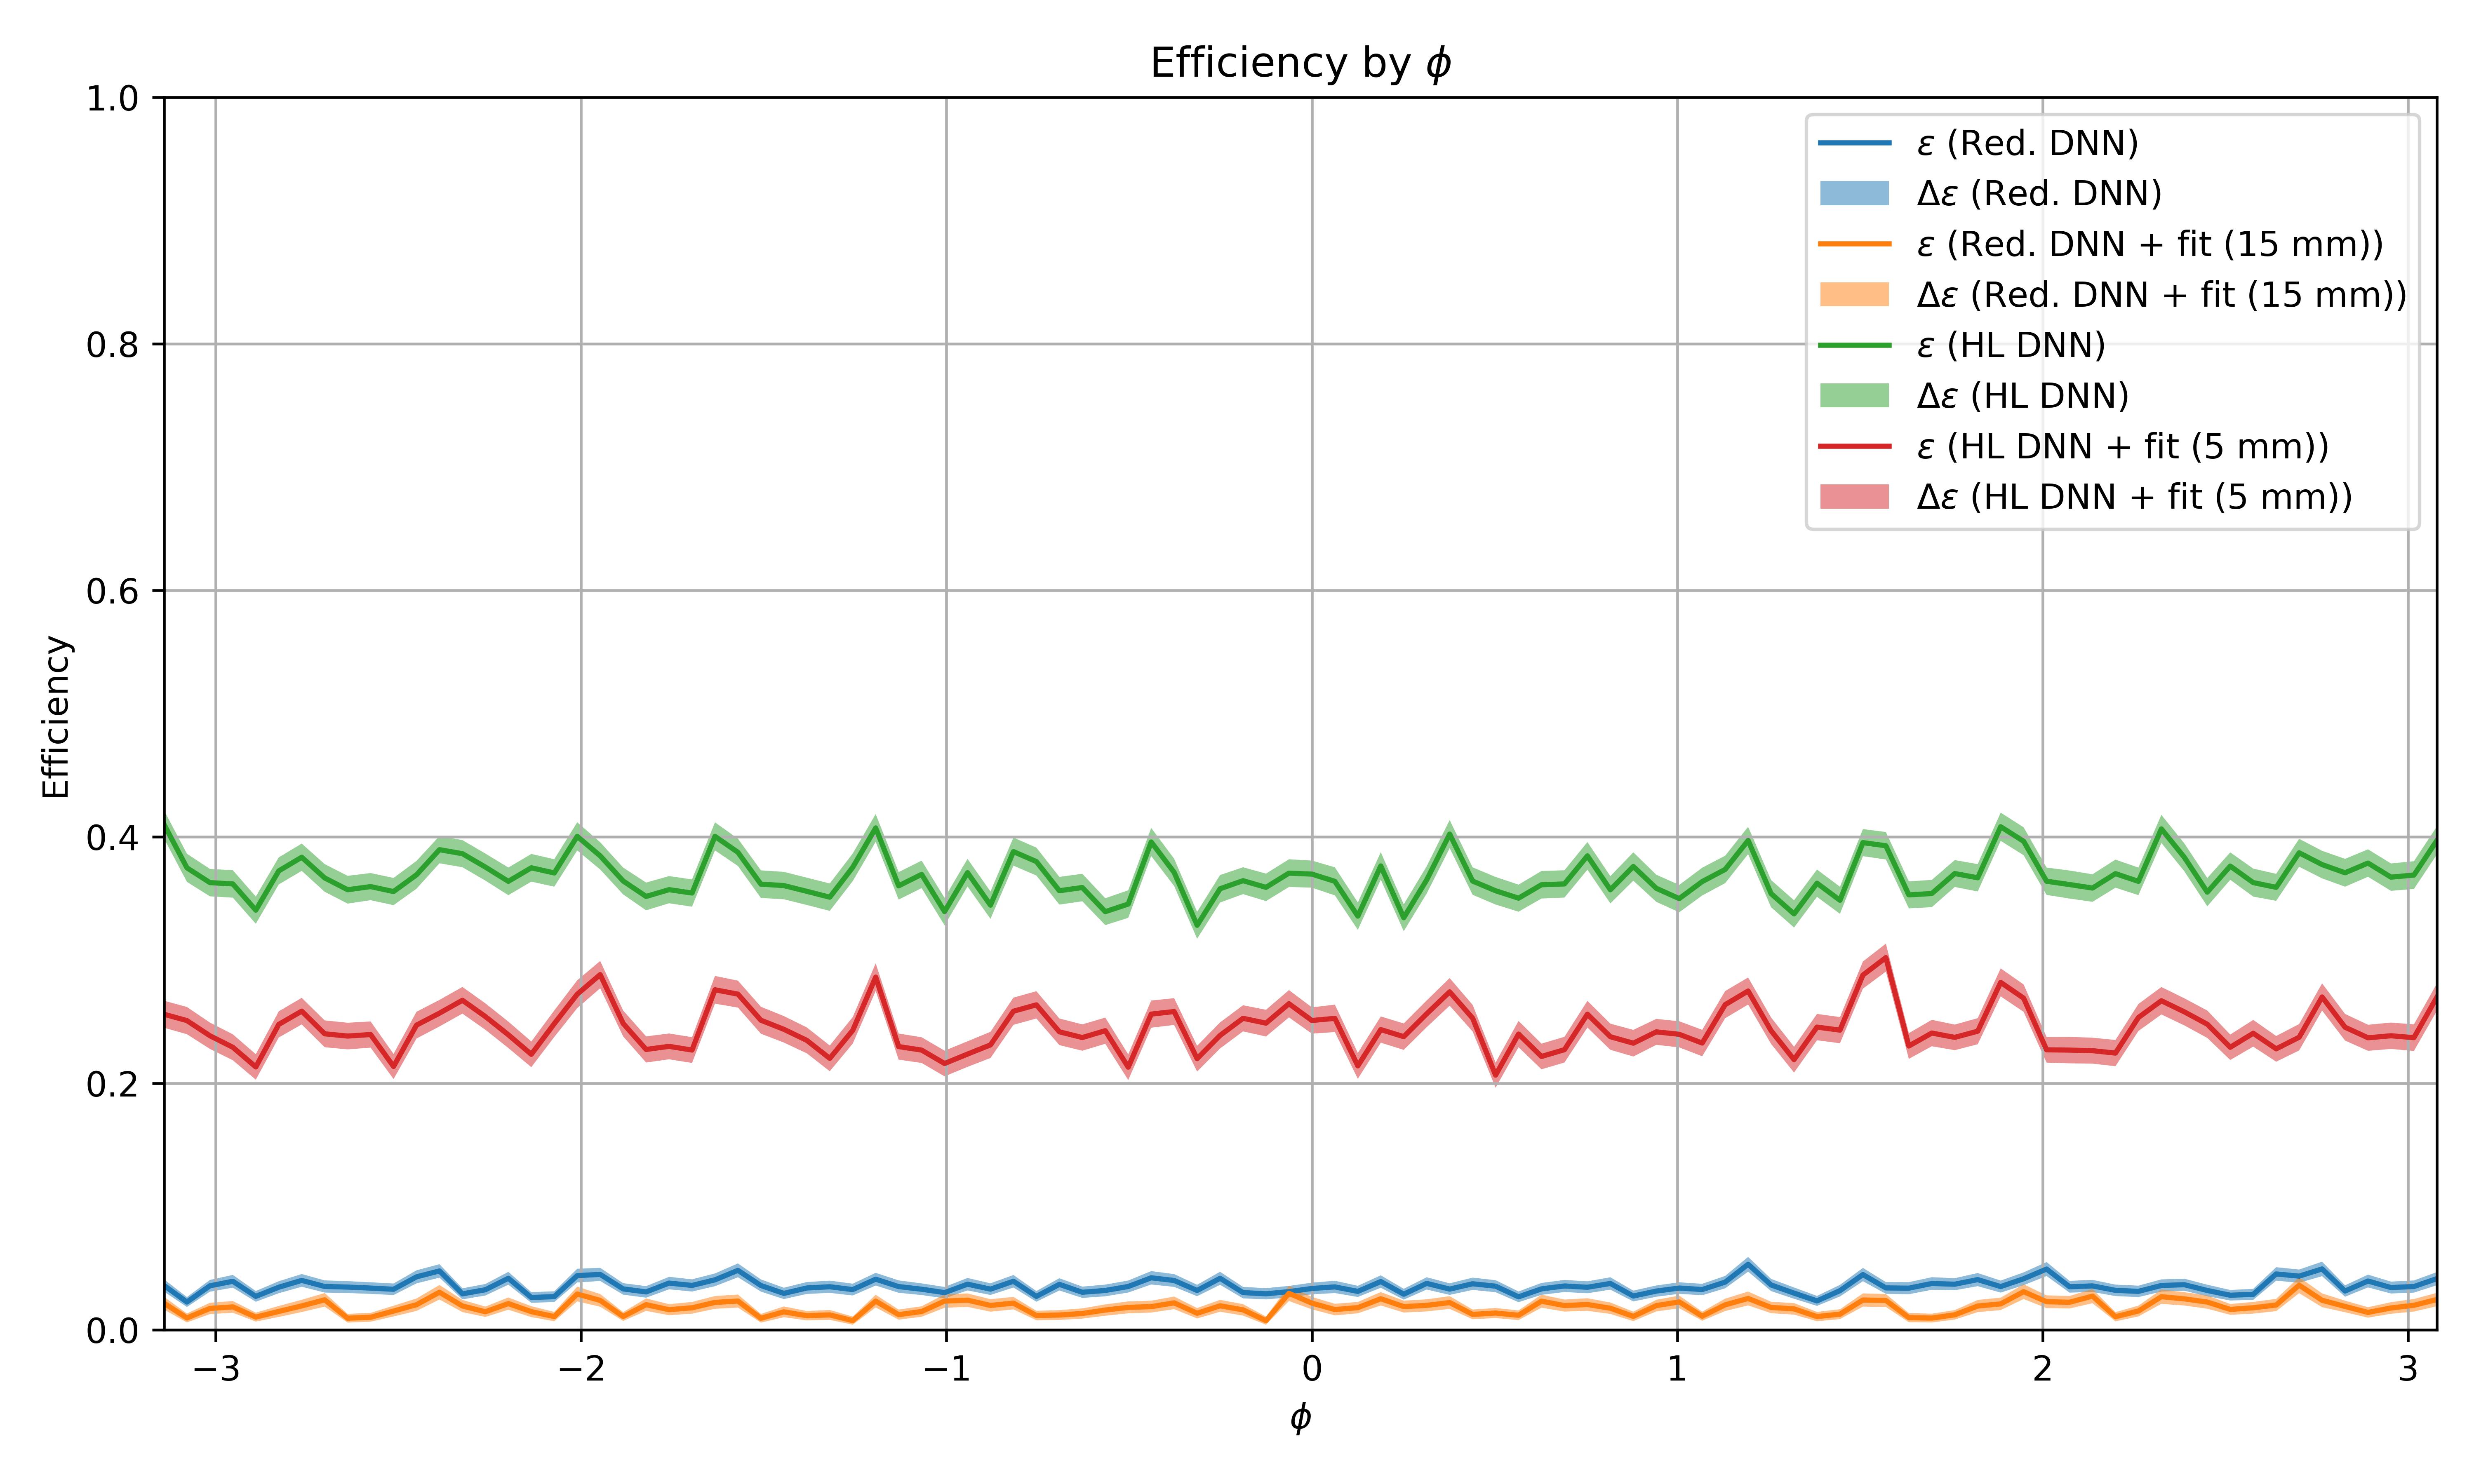 Efficiency by ϕ
1.0
0.8
0.6
0.4
0.2
0.0
Efficiency
ε (Red. DNN)
Δε (Red. DNN)
ε (Red. DNN + fit (15 mm))
Δε (Red. DNN + fit (15 mm))
ε (HL DNN)
Δε (HL DNN)
ε (HL DNN + fit (5 mm))
Δε (HL DNN + fit (5 mm))
−3 −2 −1 0 1 2 3
ϕ